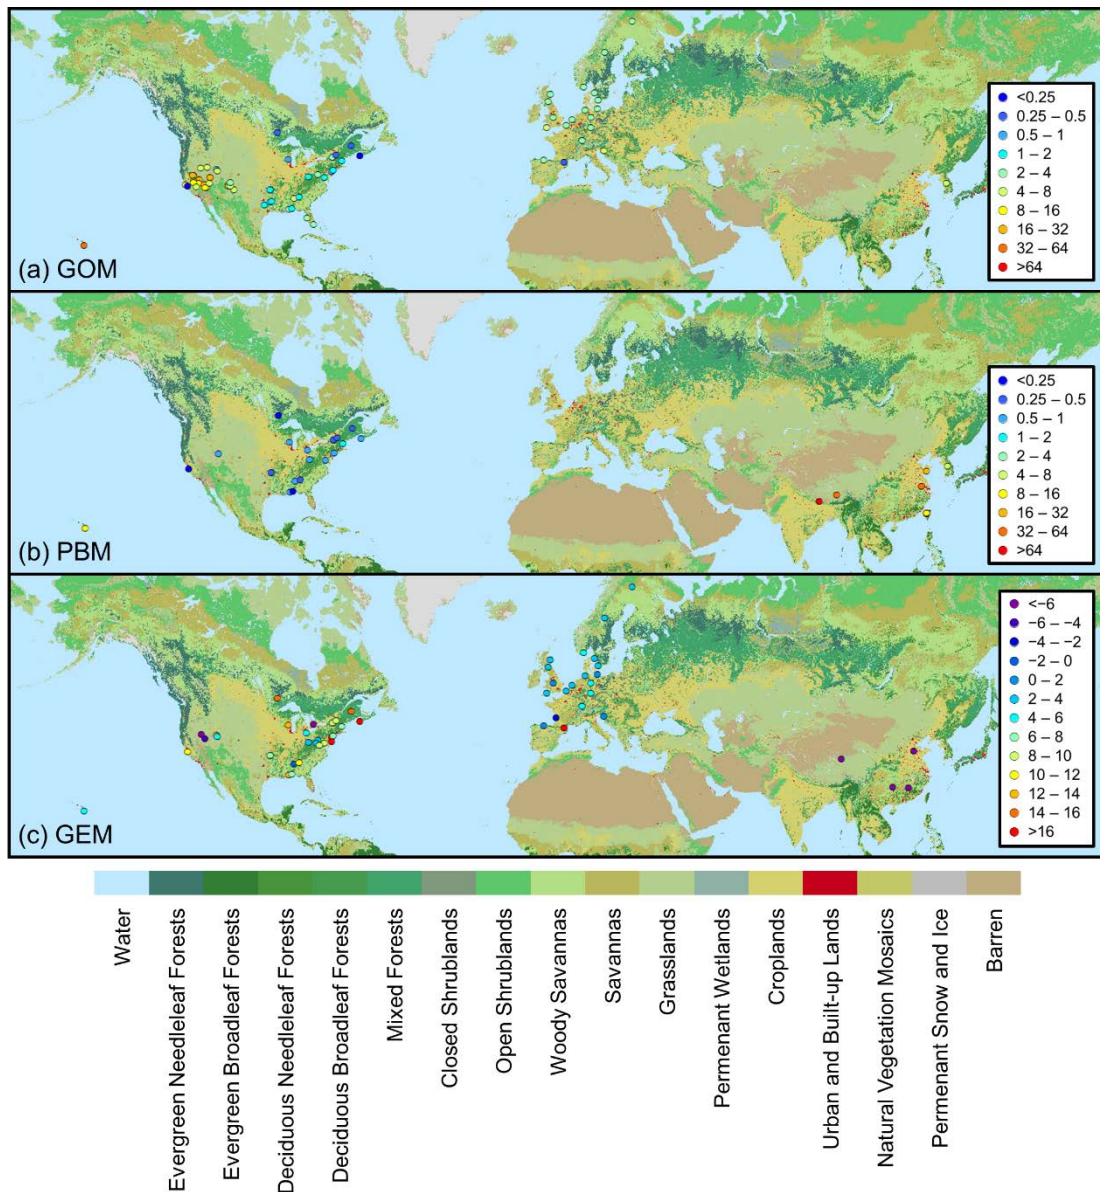 <0.25
0.25 – 0.5
0.5 – 1
1 – 2
2 – 4
4 – 8
8 – 16
16 – 32
32 – 64
>64
(a) GOM
<0.25
0.25 – 0.5
0.5 – 1
1 – 2
2 – 4
4 – 8
8 – 16
16 – 32
32 – 64
>64
(b) PBM
<−6
−6 – −4
−4 – −2
−2 – 0
0 – 2
2 – 4
4 – 6
6 – 8
8 – 10
10 – 12
12 – 14
14 – 16
>16
(c) GEM
Water
Evergreen Needleleaf Forests
Evergreen Broadleaf Forests
Deciduous Needleleaf Forests
Deciduous Broadleaf Forests
Mixed Forests
Closed Shrublands
Open Shrublands
Woody Savannas
Savannas
Grasslands
Permenant Wetlands
Croplands
Urban and Built-up Lands
Natural Vegetation Mosaics
Permenant Snow and Ice
Barren